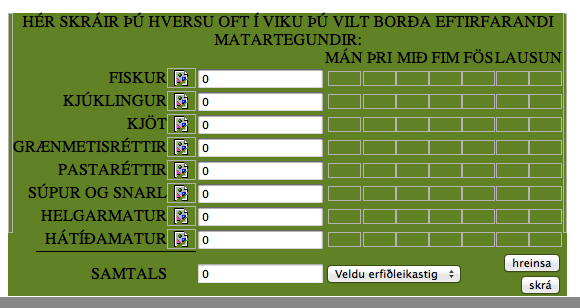 HÉR SKRÁIR ÞÚ HVERSU OFT Í VIKU ÞÚ VILT BORÐA EFTIRFARANDI
MATARTEGUNDIR:
MÁN ÞRI MIÐ FIM FÖS LAU SUN
FISKUR 0
KJÚKLINGUR 0
KJÖT 0
GRÆNMETISRÉTTIR 0
PASTARÉTTIR 0
SÚPUR OG SNARL 0
HELGARMATUR 0
HÁTÍÐAMATUR 0
SAMTALS 0 Veldu erfiðleikastig hreinsa
skrá